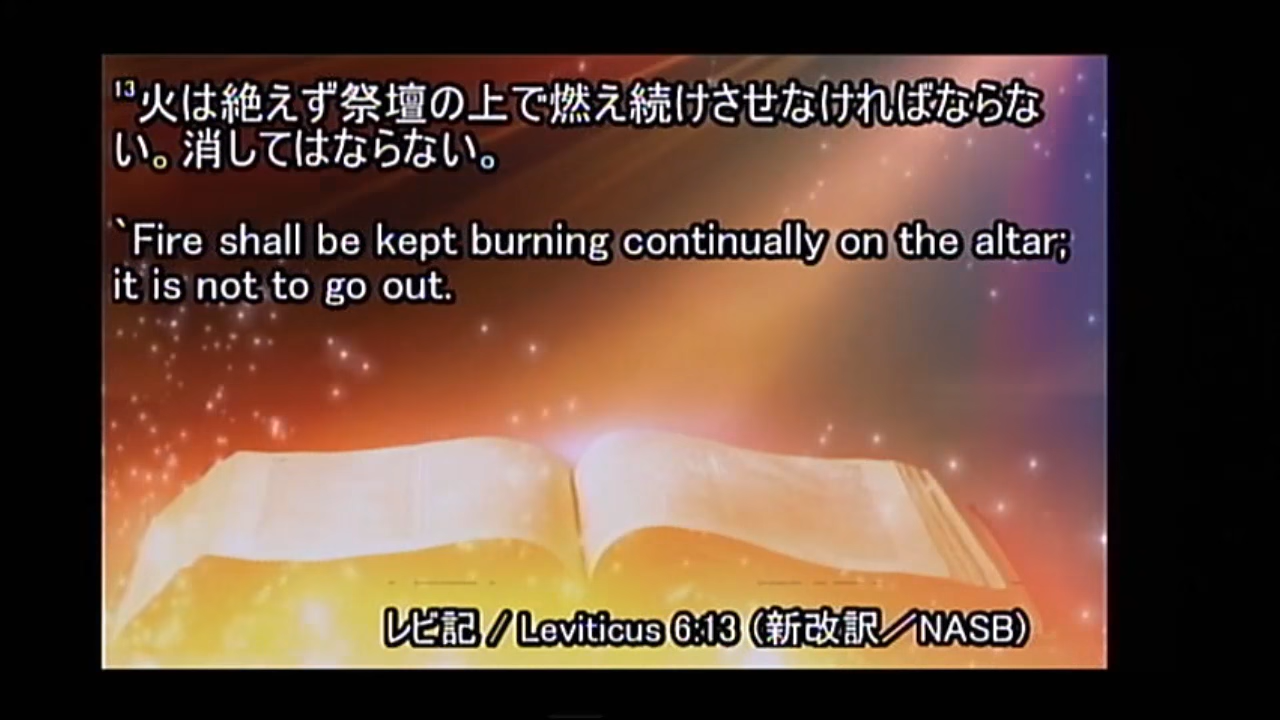 13火は絶えず祭壇の上で燃え続けさせなければならな
い。消してはならない。
`Fire shall be kept burning continually on the altar;
it is not to go out.
レビ記 / Leviticus 6:13 (新改訳／NASB)